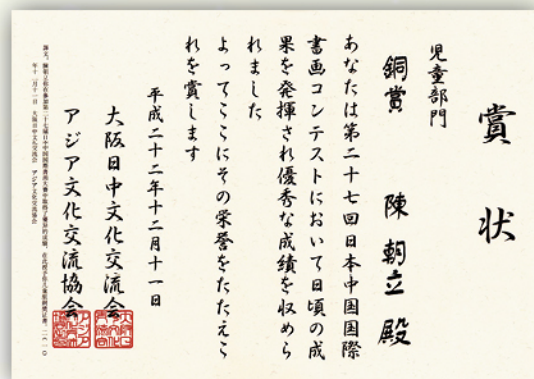 賞状
児童部門
銅賞　陳朝立殿
あなたは第二十七回日本中国国際
書画コンテストにおいて日頃の成
果を発揮され優秀な成績を収めら
れました
よってここにその栄誉をたたえこ
れを賞します
平成二十二年十二月十一日
大阪日中文化交流会
アジア文化交流協会